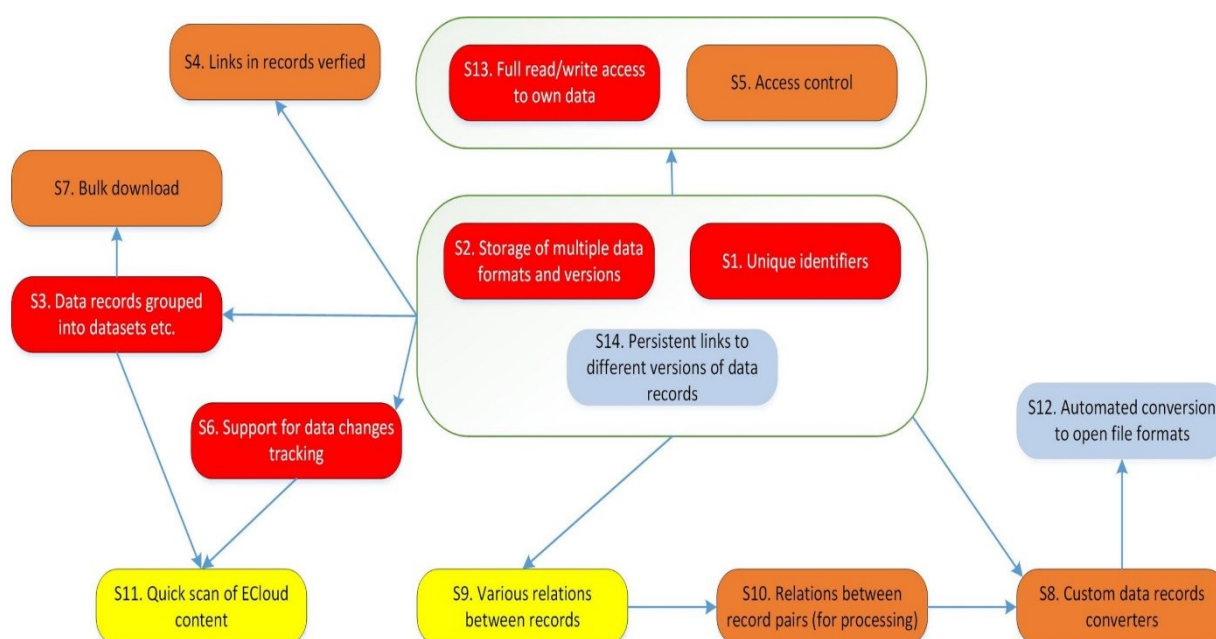 S4. Links in records verfied
S13. Full read/write access
to own data
S5. Access control
S7. Bulk download
S2. Storage of multiple data
formats and versions
S1. Unique identifiers
S3. Data records grouped
into datasets etc.
S14. Persistent links to
different versions of data
records
S6. Support for data changes
tracking
S12. Automated conversion
to open file formats
S11. Quick scan of ECloud
content
S9. Various relations
between records
S10. Relations between
record pairs (for processing)
S8. Custom data records
converters